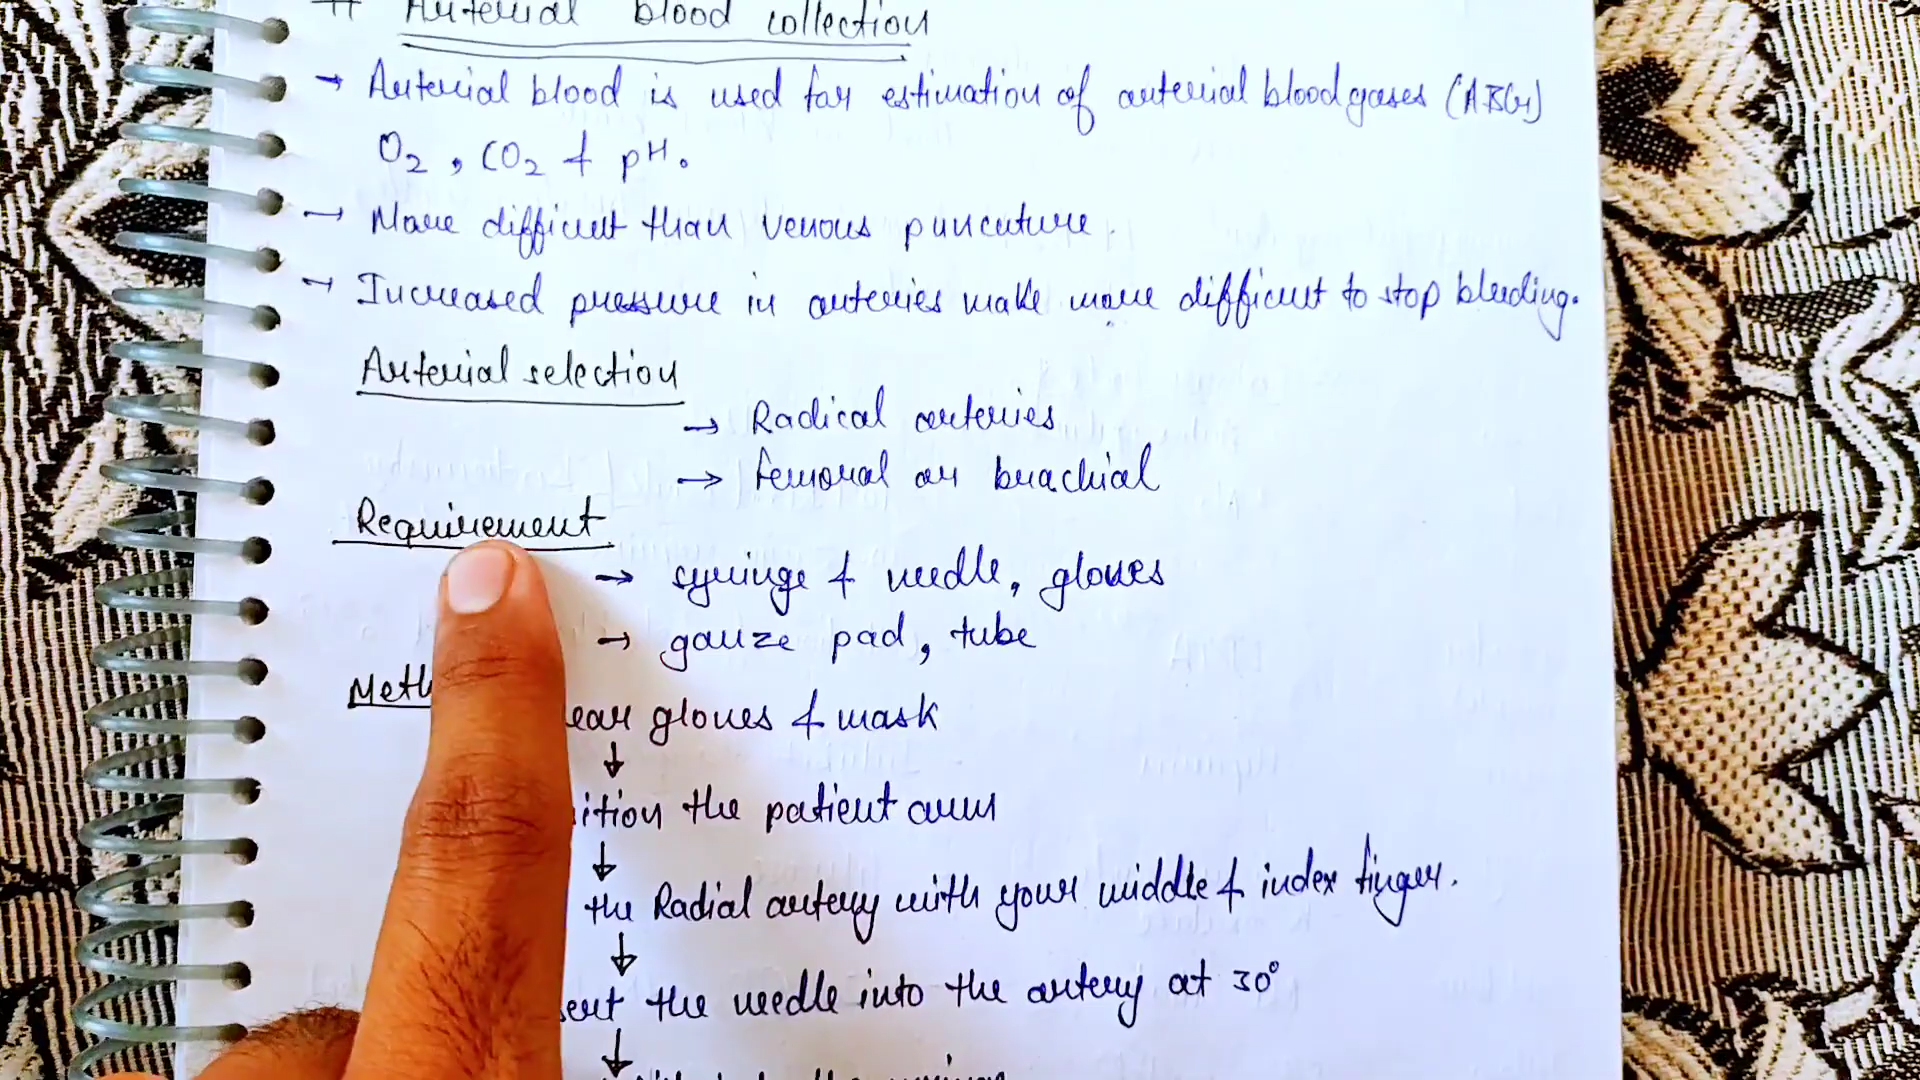 # Arterial blood collection
→ Arterial blood is used for estimation of arterial blood gases (ABG)
O₂, CO₂ & pH.
→ More difficult than venous puncuture.
→ Increased pressure in arteries make more difficult to stop bleeding.
Arterial selection
→ Radical arteries
→ femoral or brachial
Requirement
→ syringe & needle, gloves
→ gauze pad, tube
Meth
ear gloves & mask
↓
ition the patient arm
↓
the Radial artery with your middle & index finger.
↓
sert the needle into the artery at 30°
↓